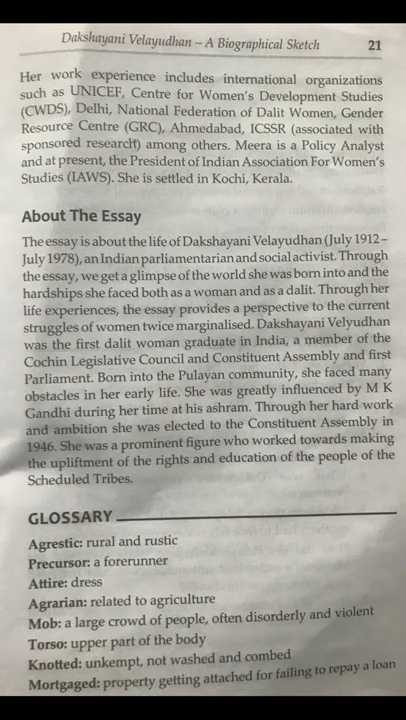 Dakshayani Velayudhan – A Biographical Sketch 21
Her work experience includes international organizations
such as UNICEF, Centre for Women's Development Studies
(CWDS), Delhi, National Federation of Dalit Women, Gender
Resource Centre (GRC), Ahmedabad, ICSSR (associated with
sponsored research) among others. Meera is a Policy Analyst
and at present, the President of Indian Association For Women's
Studies (IAWS). She is settled in Kochi, Kerala.
About The Essay
The essay is about the life of Dakshayani Velayudhan (July 1912–
July 1978), an Indian parliamentarian and social activist. Through
the essay, we get a glimpse of the world she was born into and the
hardships she faced both as a woman and as a dalit. Through her
life experiences, the essay provides a perspective to the current
struggles of women twice marginalised. Dakshayani Velyudhan
was the first dalit woman graduate in India, a member of the
Cochin Legislative Council and Constituent Assembly and first
Parliament. Born into the Pulayan community, she faced many
obstacles in her early life. She was greatly influenced by M K
Gandhi during her time at his ashram. Through her hard work
and ambition she was elected to the Constituent Assembly in
1946. She was a prominent figure who worked towards making
the upliftment of the rights and education of the people of the
Scheduled Tribes.
GLOSSARY
Agrestic: rural and rustic
Precursor: a forerunner
Attire: dress
Agrarian: related to agriculture
Mob: a large crowd of people, often disorderly and violent
Torso: upper part of the body
Knotted: unkempt, not washed and combed
Mortgaged: property getting attached for failing to repay a loan